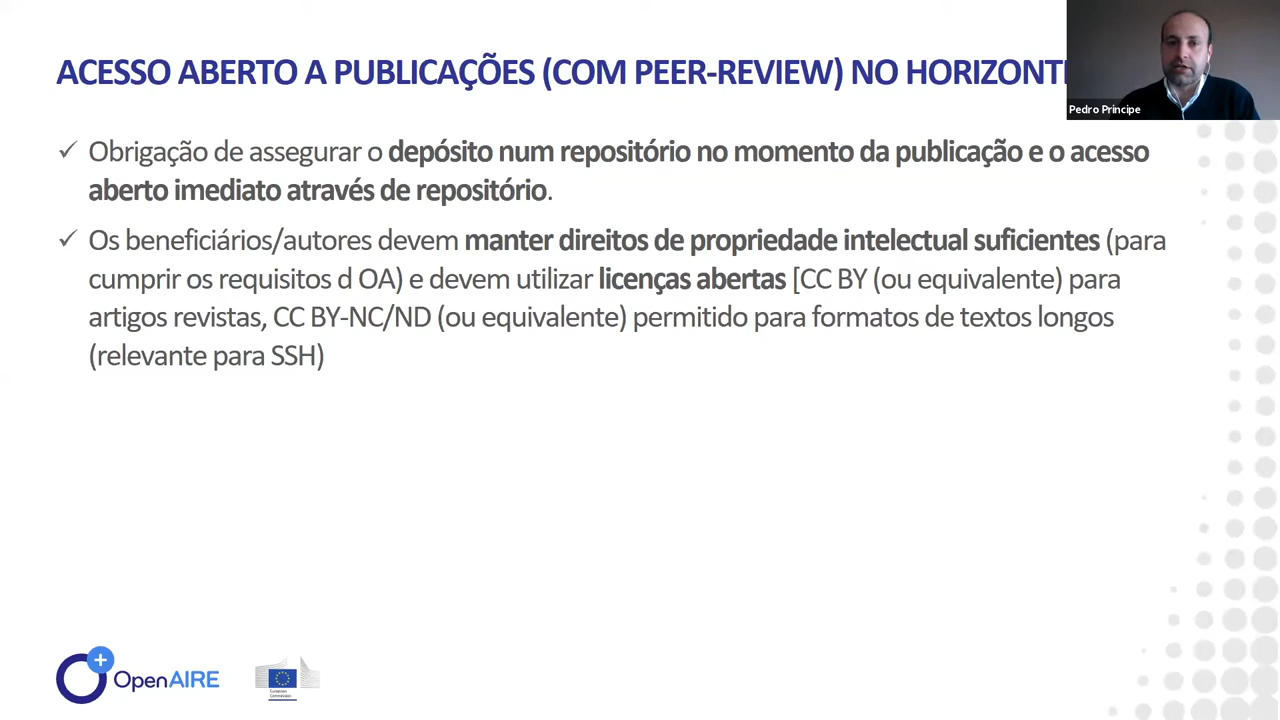 ACESSO ABERTO A PUBLICAÇÕES (COM PEER-REVIEW) NO HORIZONTE
Pedro Principe
✓ Obrigação de assegurar o depósito num repositório no momento da publicação e o acesso
aberto imediato através de repositório.
✓ Os beneficiários/autores devem manter direitos de propriedade intelectual suficientes (para
cumprir os requisitos d OA) e devem utilizar licenças abertas [CC BY (ou equivalente) para
artigos revistas, CC BY-NC/ND (ou equivalente) permitido para formatos de textos longos
(relevante para SSH)
OpenAIRE
European
Commission